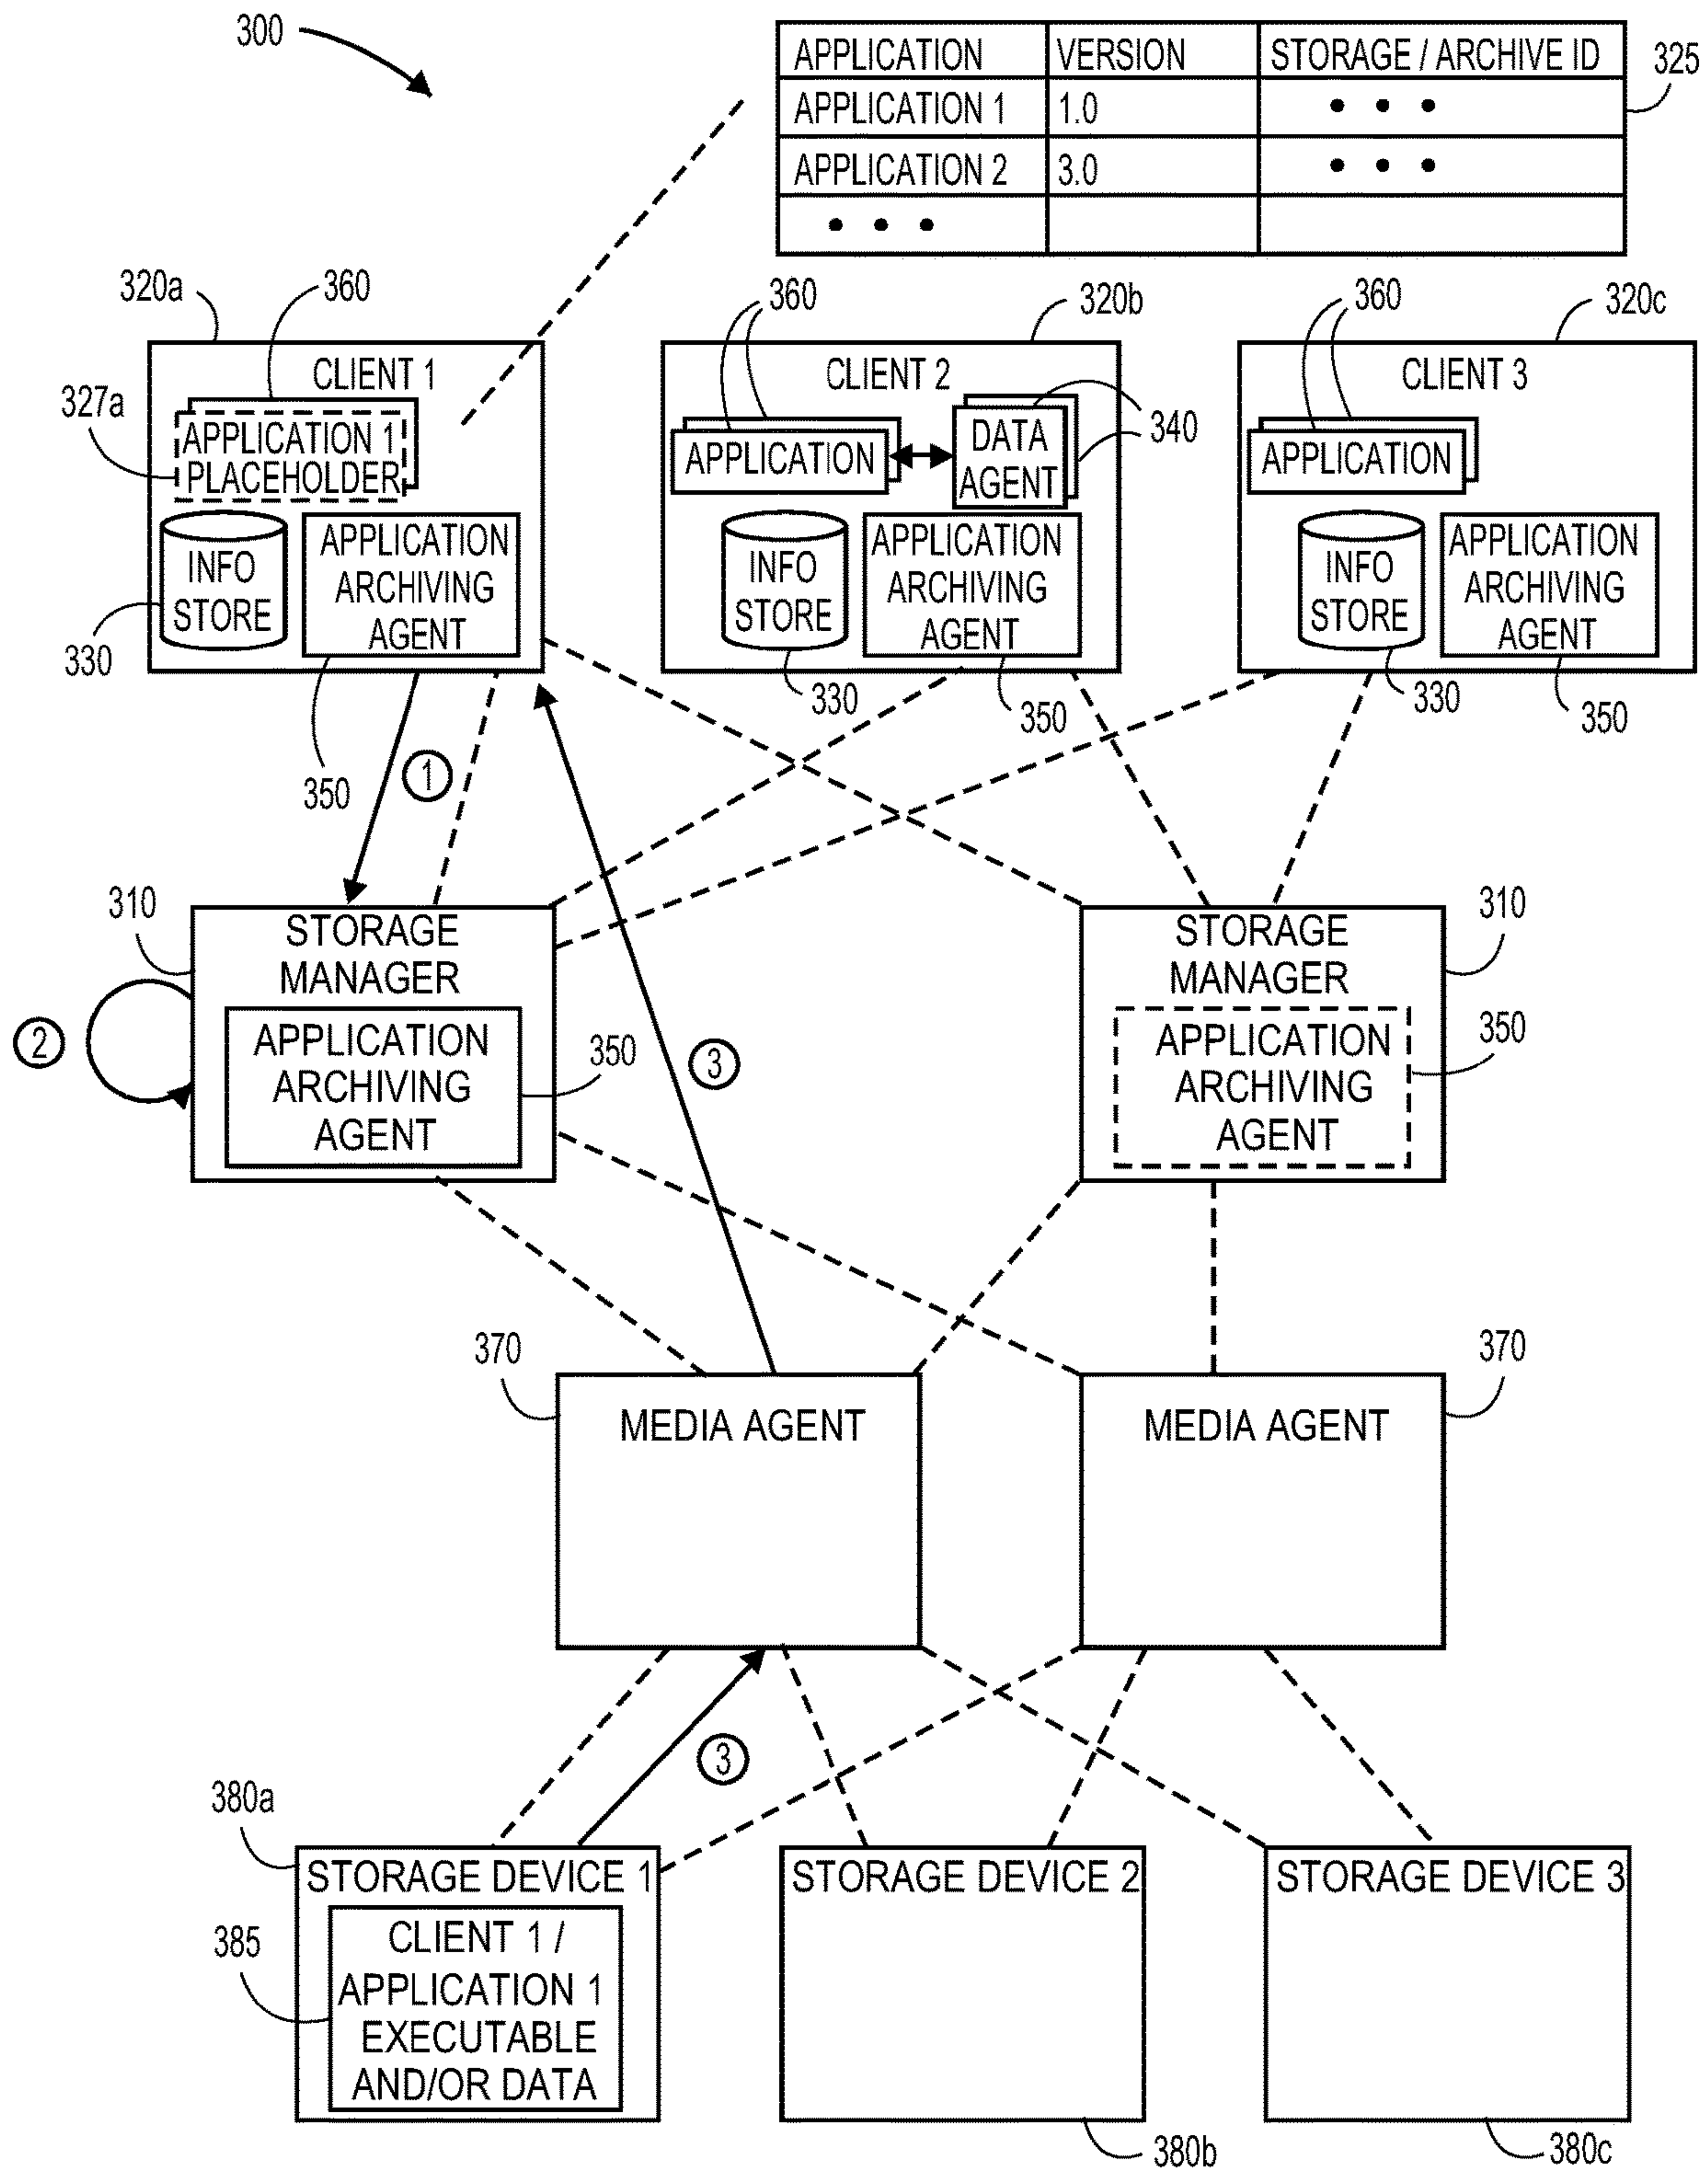 300
APPLICATION VERSION STORAGE / ARCHIVE ID
325
APPLICATION 1 1.0 • • •
APPLICATION 2 3.0 • • •
• • •
320a
360
CLIENT 1
327a
APPLICATION 1
PLACEHOLDER
INFO
STORE
330
APPLICATION
ARCHIVING
AGENT
350
360
320b
CLIENT 2
APPLICATION
DATA
AGENT
340
INFO
STORE
330
APPLICATION
ARCHIVING
AGENT
350
360
320c
CLIENT 3
APPLICATION
INFO
STORE
330
APPLICATION
ARCHIVING
AGENT
350
1
310
STORAGE
MANAGER
APPLICATION
ARCHIVING
AGENT
350
2
3
310
STORAGE
MANAGER
APPLICATION
ARCHIVING
AGENT
350
370
MEDIA AGENT
370
MEDIA AGENT
3
380a
STORAGE DEVICE 1
385
CLIENT 1 /
APPLICATION 1
EXECUTABLE
AND/OR DATA
STORAGE DEVICE 2
380b
STORAGE DEVICE 3
380c